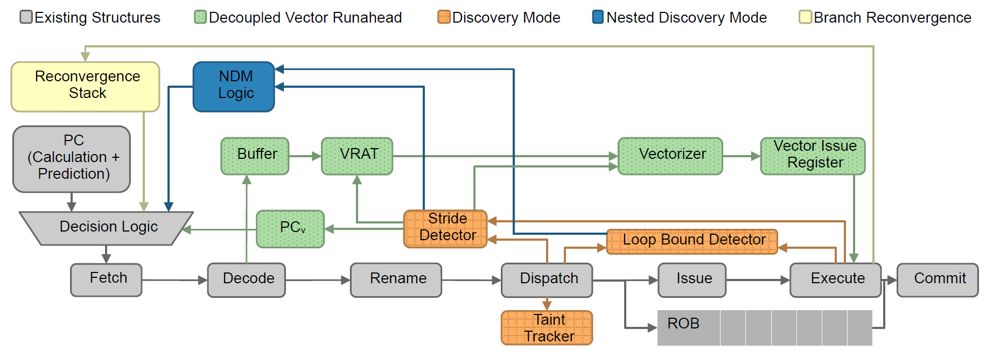 Existing Structures
Decoupled Vector Runahead
Discovery Mode
Nested Discovery Mode
Branch Reconvergence
Reconvergence
Stack
NDM
Logic
PC
(Calculation +
Prediction)
Buffer
VRAT
Vectorizer
Vector Issue
Register
Decision Logic
PCv
Stride
Detector
Loop Bound Detector
Fetch
Decode
Rename
Dispatch
Issue
Execute
Commit
Taint
Tracker
ROB